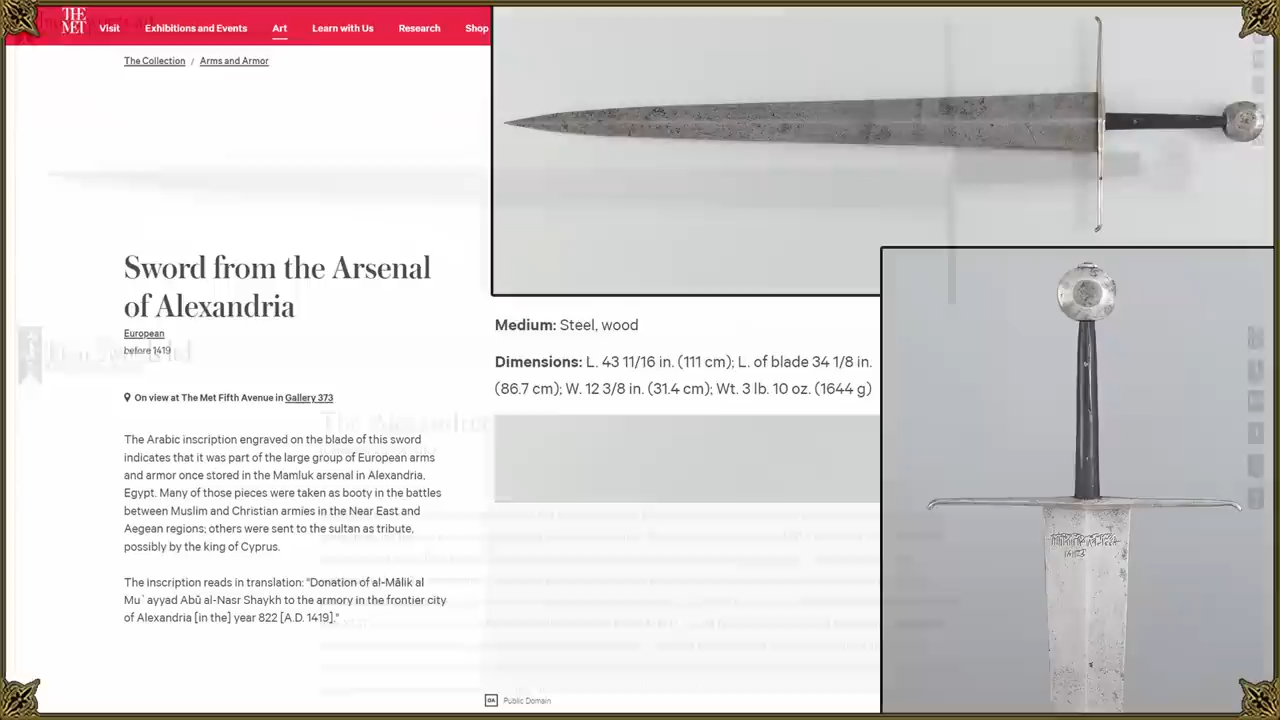 THE
MET
Visit
Exhibitions and Events
Art
Learn with Us
Research
Shop
The Collection / Arms and Armor
Sword from the Arsenal
of Alexandria
European
before 1419
On view at The Met Fifth Avenue in Gallery 373
The Arabic inscription engraved on the blade of this sword
indicates that it was part of the large group of European arms
and armor once stored in the Mamluk arsenal in Alexandria,
Egypt. Many of those pieces were taken as booty in the battles
between Muslim and Christian armies in the Near East and
Aegean regions; others were sent to the sultan as tribute,
possibly by the king of Cyprus.
The inscription reads in translation: "Donation of al-Mâlik al
Mu`ayyad Abû al-Nasr Shaykh to the armory in the frontier city
of Alexandria [in the] year 822 [A.D. 1419]."
Medium: Steel, wood
Dimensions: L. 43 11/16 in. (111 cm); L. of blade 34 1/8 in.
(86.7 cm); W. 12 3/8 in. (31.4 cm); Wt. 3 lb. 10 oz. (1644 g)
OA Public Domain